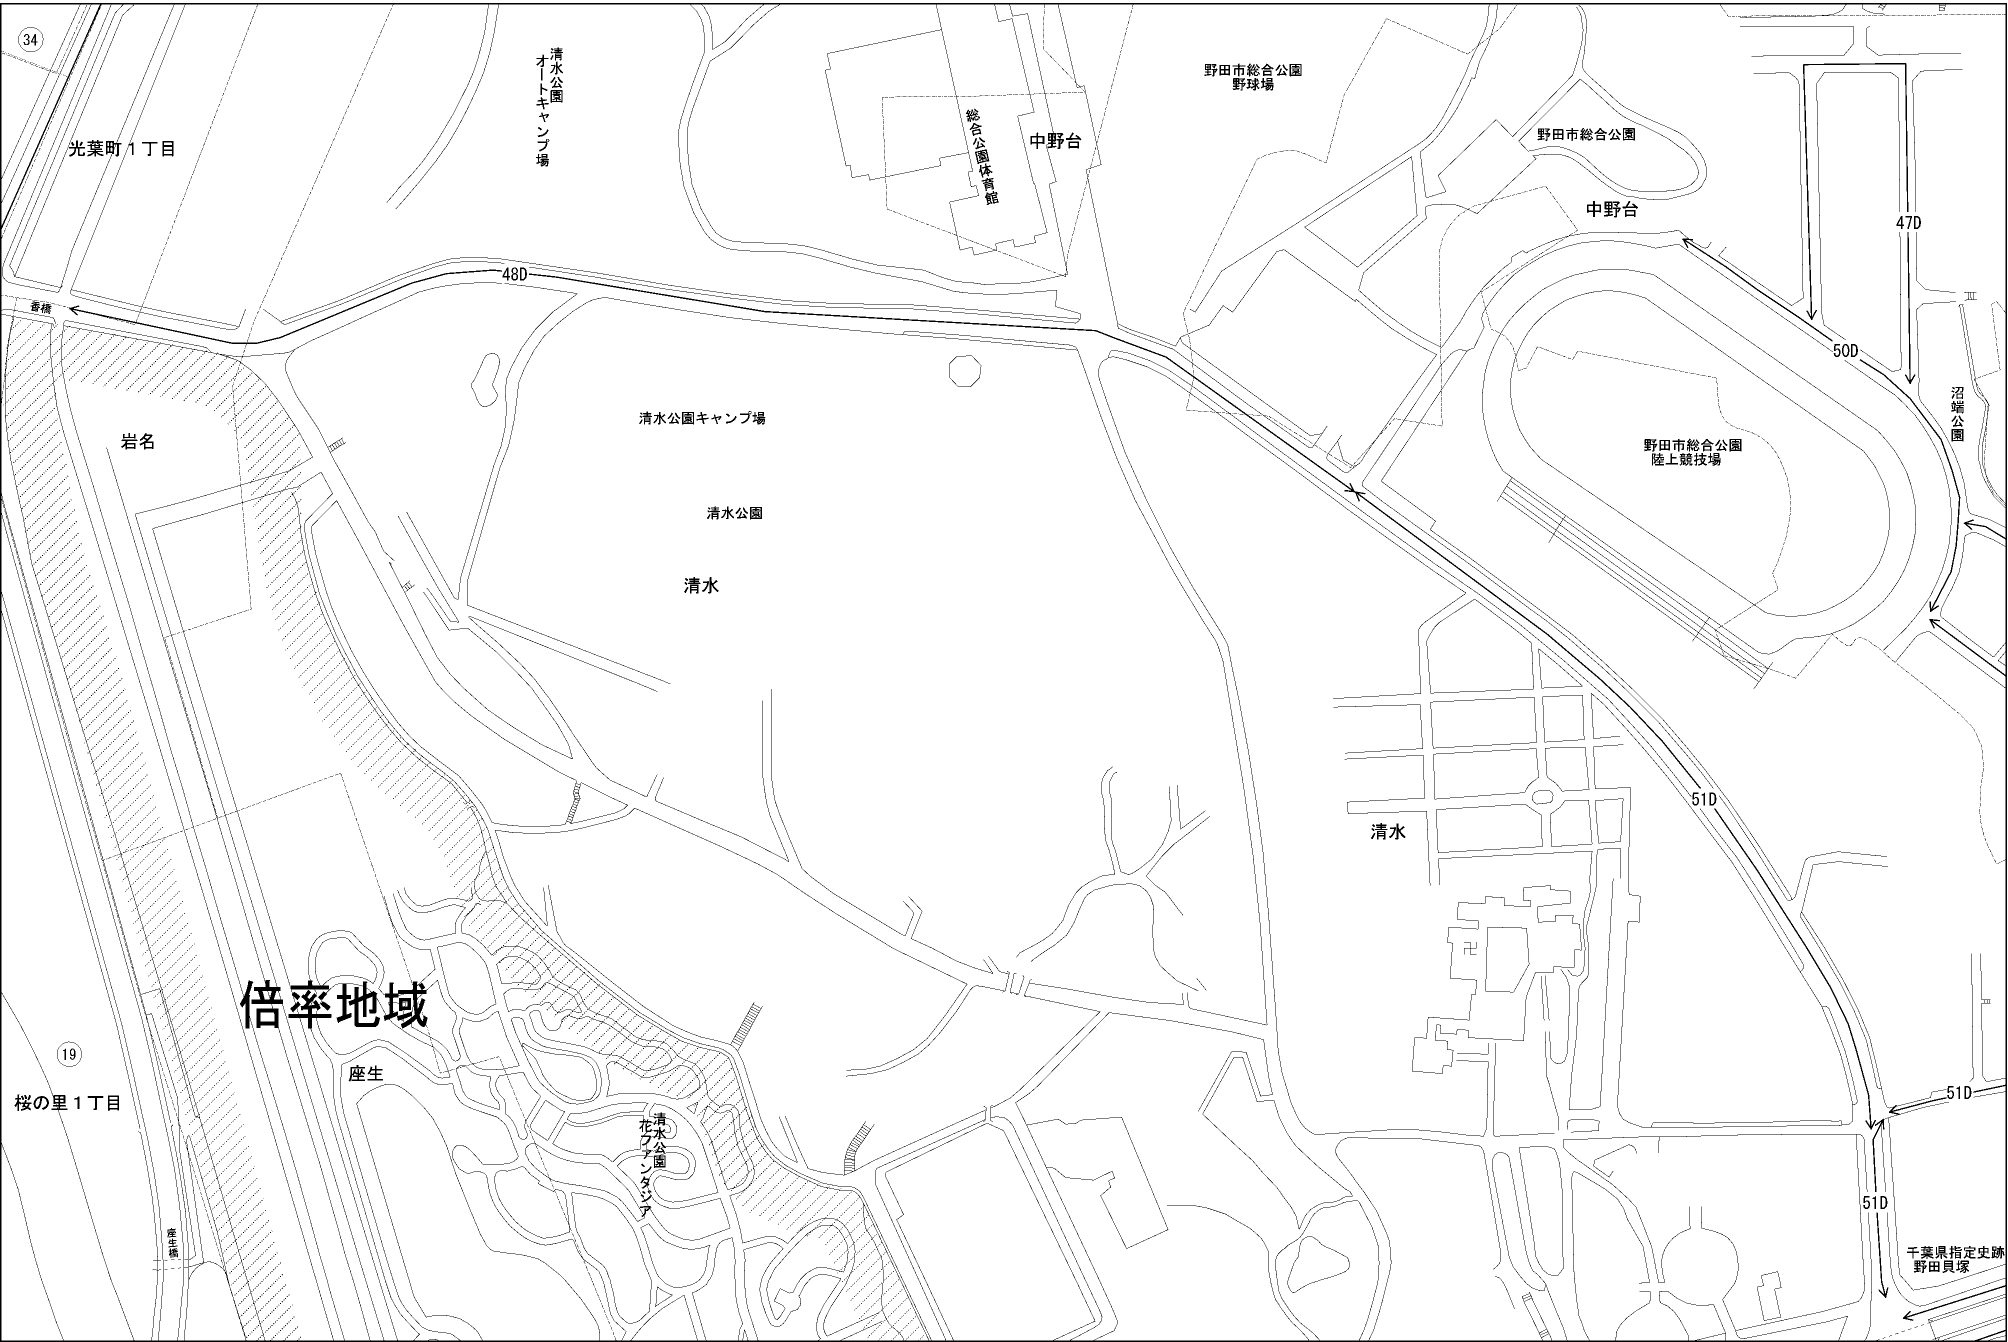 34
光葉町1丁目
清水公園
オートキャンプ場
総合公園体育館
中野台
野田市総合公園
野球場
野田市総合公園
中野台
47D
48D
香橋
50D
沼端公園
清水公園キャンプ場
岩名
野田市総合公園
陸上競技場
清水公園
清水
51D
清水
倍率地域
19
座生
桜の里1丁目
51D
清水公園
花ファンタジア
51D
座生橋
千葉県指定史跡
野田貝塚